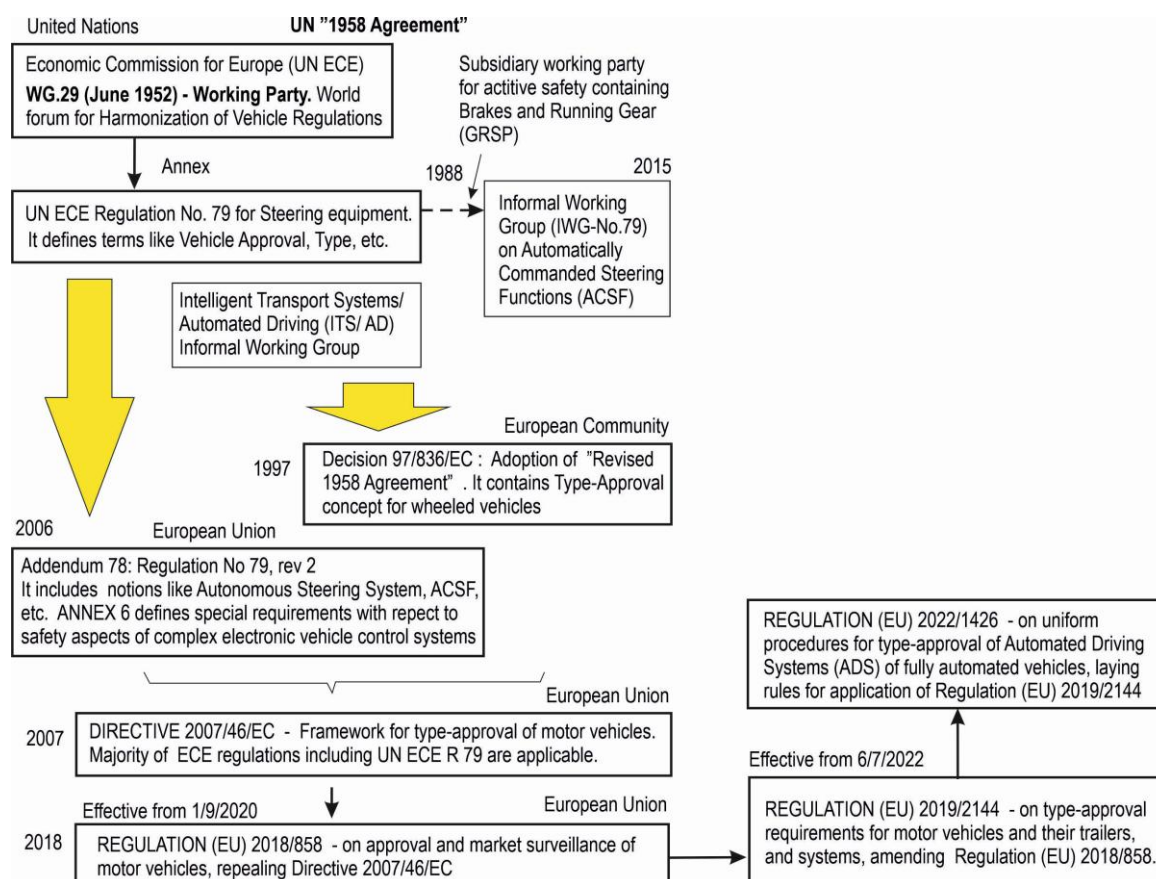 United Nations
UN ”1958 Agreement”
Economic Commission for Europe (UN ECE)
WG.29 (June 1952) - Working Party. World
forum for Harmonization of Vehicle Regulations
Subsidiary working party
for actitive safety containing
Brakes and Running Gear
(GRSP)
Annex
1988
2015
UN ECE Regulation No. 79 for Steering equipment.
It defines terms like Vehicle Approval, Type, etc.
Informal Working
Group (IWG-No.79)
on Automatically
Commanded Steering
Functions (ACSF)
Intelligent Transport Systems/
Automated Driving (ITS/ AD)
Informal Working Group
European Community
1997
Decision 97/836/EC : Adoption of ”Revised
1958 Agreement” . It contains Type-Approval
concept for wheeled vehicles
2006
European Union
Addendum 78: Regulation No 79, rev 2
It includes notions like Autonomous Steering System, ACSF,
etc. ANNEX 6 defines special requirements with repect to
safety aspects of complex electronic vehicle control systems
European Union
2007
DIRECTIVE 2007/46/EC - Framework for type-approval of motor vehicles.
Majority of ECE regulations including UN ECE R 79 are applicable.
Effective from 1/9/2020
European Union
2018
REGULATION (EU) 2018/858 - on approval and market surveillance of
motor vehicles, repealing Directive 2007/46/EC
REGULATION (EU) 2022/1426 - on uniform
procedures for type-approval of Automated Driving
Systems (ADS) of fully automated vehicles, laying
rules for application of Regulation (EU) 2019/2144
Effective from 6/7/2022
REGULATION (EU) 2019/2144 - on type-approval
requirements for motor vehicles and their trailers,
and systems, amending Regulation (EU) 2018/858.